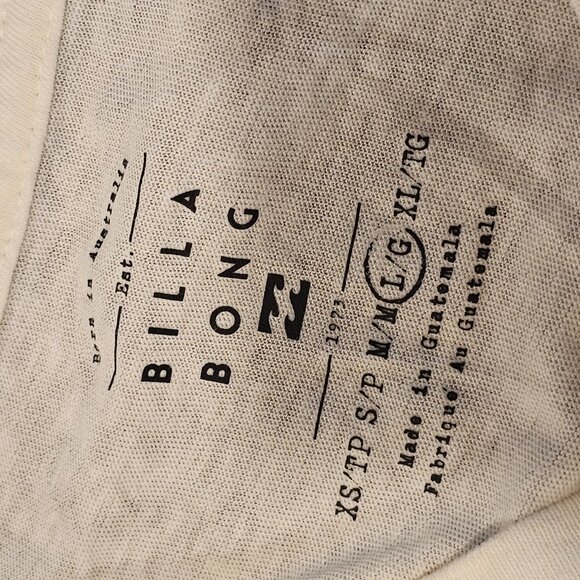 Born in Australia
Est.
BILLA
BONG
1973
XS/TP S/P M/M L/G XL/TG
Made in Guatemala
Fabriqué Au Guatemala